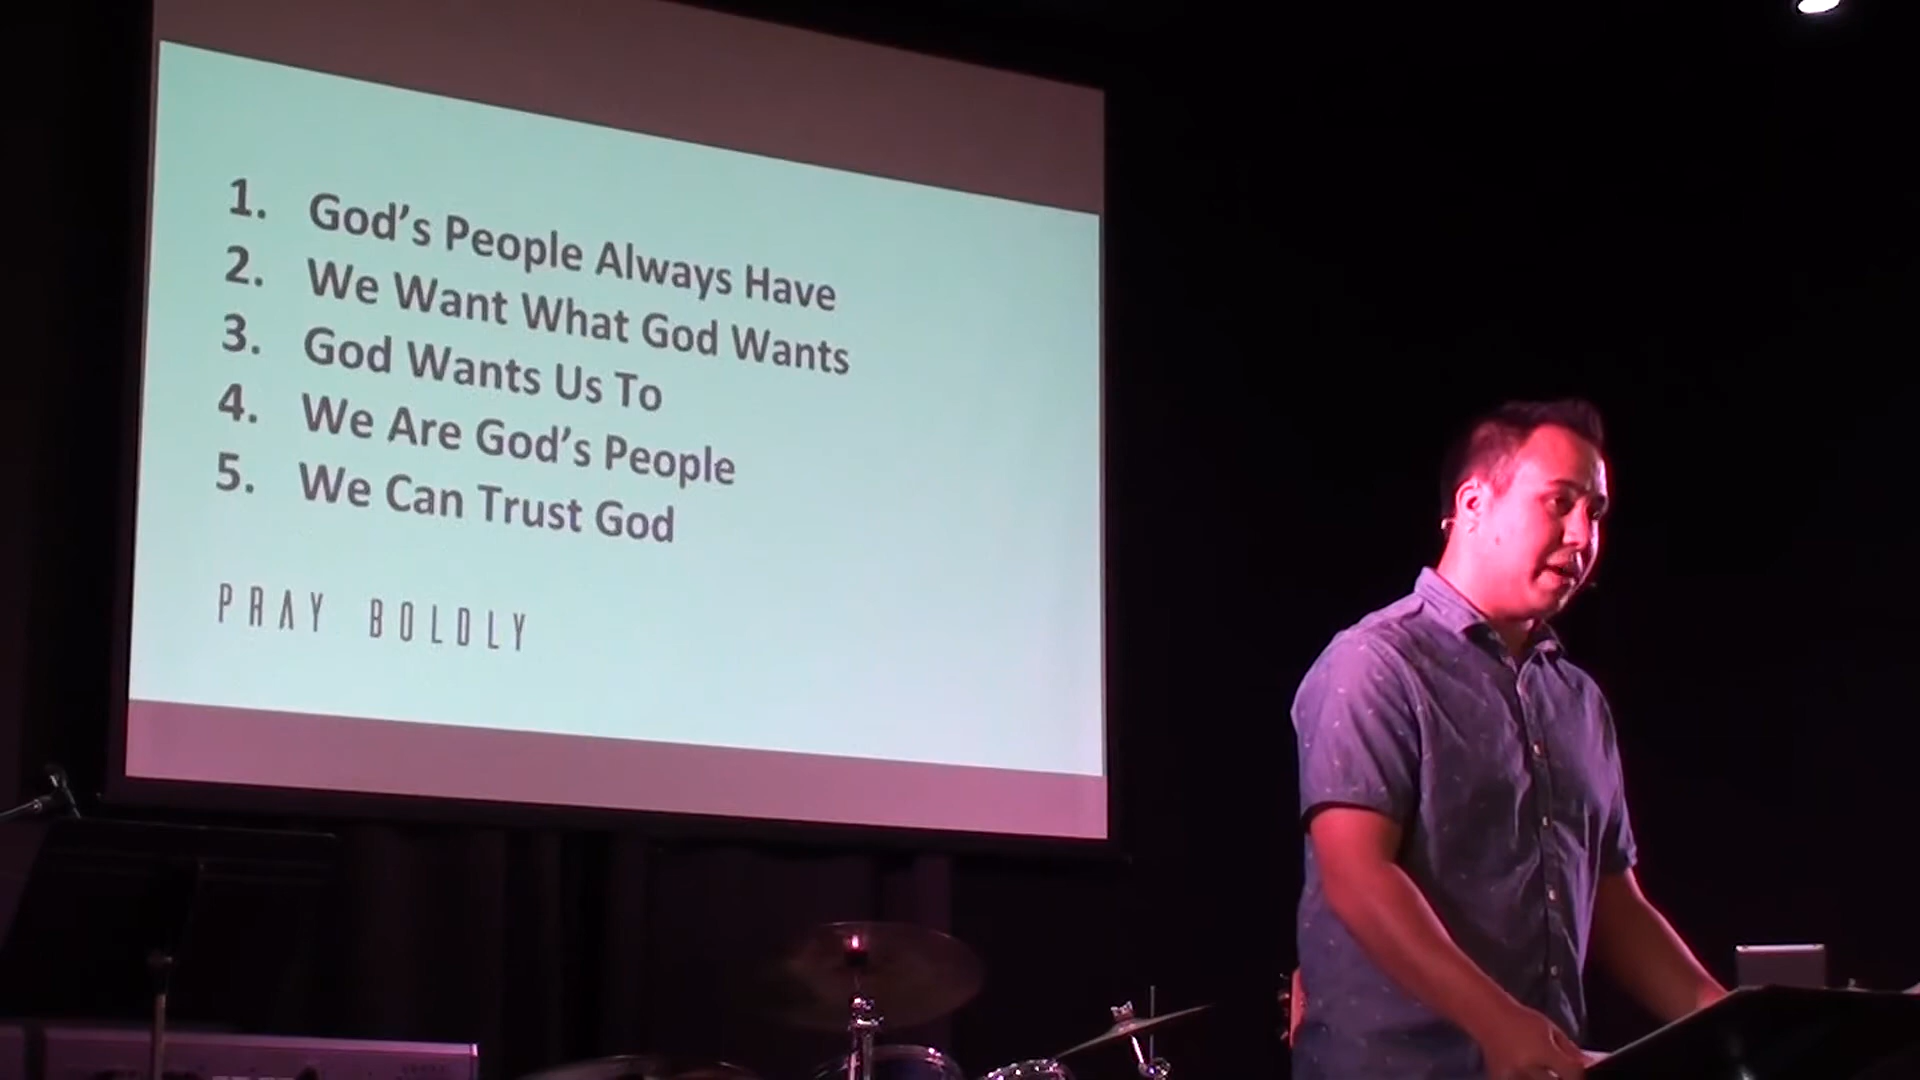 1. God's People Always Have
2. We Want What God Wants
3. God Wants Us To
4. We Are God's People
5. We Can Trust God
PRAY BOLDLY